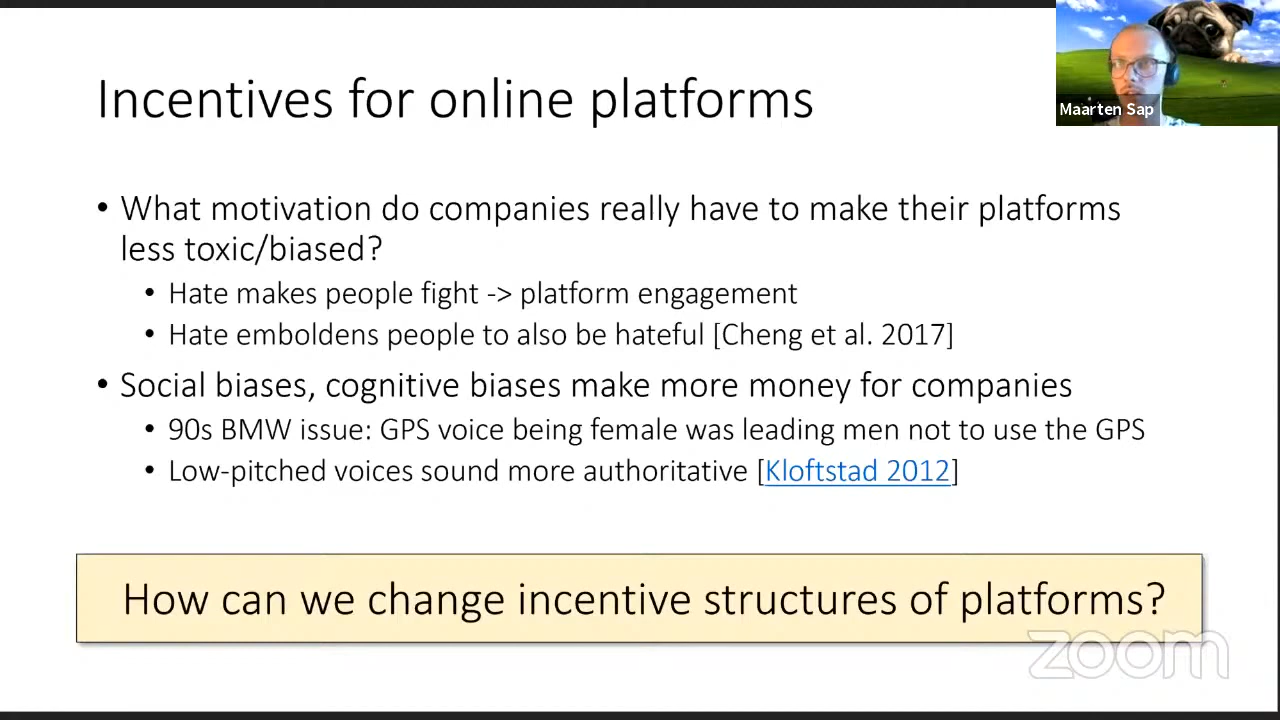 Incentives for online platforms
Maarten Sap
• What motivation do companies really have to make their platforms
less toxic/biased?
• Hate makes people fight -> platform engagement
• Hate emboldens people to also be hateful [Cheng et al. 2017]
• Social biases, cognitive biases make more money for companies
• 90s BMW issue: GPS voice being female was leading men not to use the GPS
• Low-pitched voices sound more authoritative [Kloftstad 2012]
How can we change incentive structures of platforms?
zoom